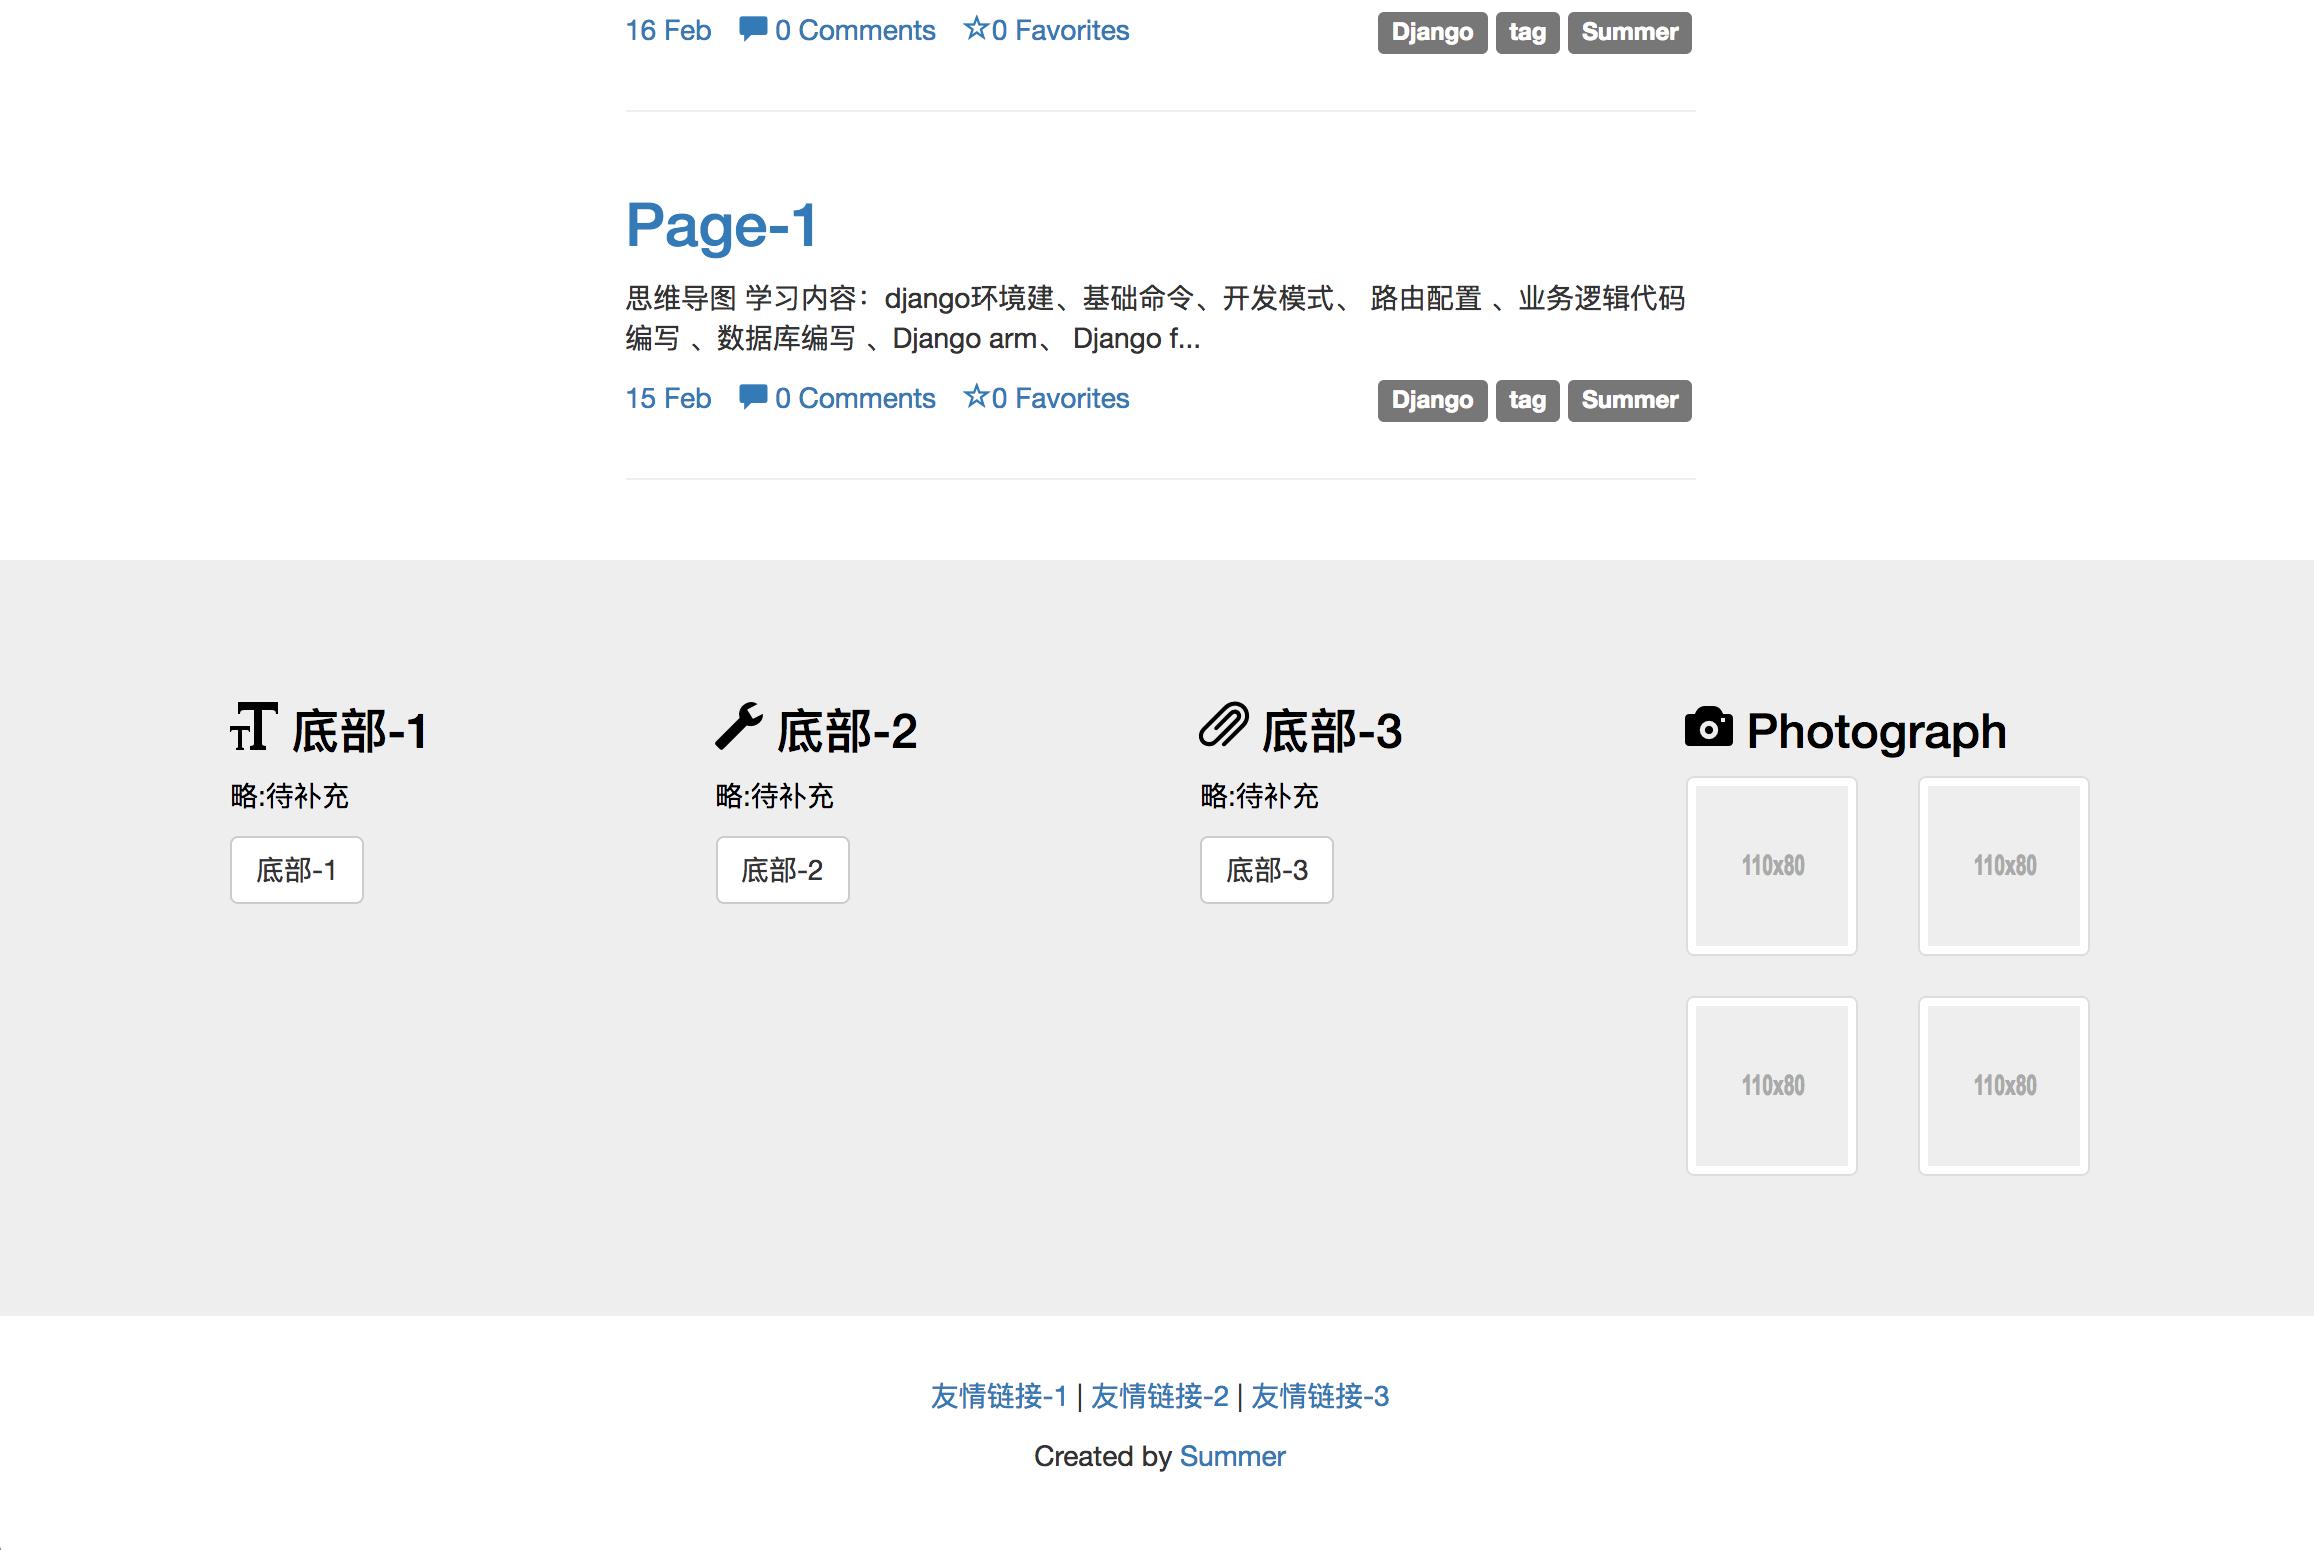 16 Feb 0 Comments ☆0 Favorites Django tag Summer
Page-1
思维导图 学习内容：django环境建、基础命令、开发模式、 路由配置 、业务逻辑代码
编写 、数据库编写 、Django arm、 Django f...
15 Feb 0 Comments ☆0 Favorites Django tag Summer
底部-1
略:待补充
底部-1
底部-2
略:待补充
底部-2
底部-3
略:待补充
底部-3
Photograph
110x80 110x80
110x80 110x80
友情链接-1 | 友情链接-2 | 友情链接-3
Created by Summer